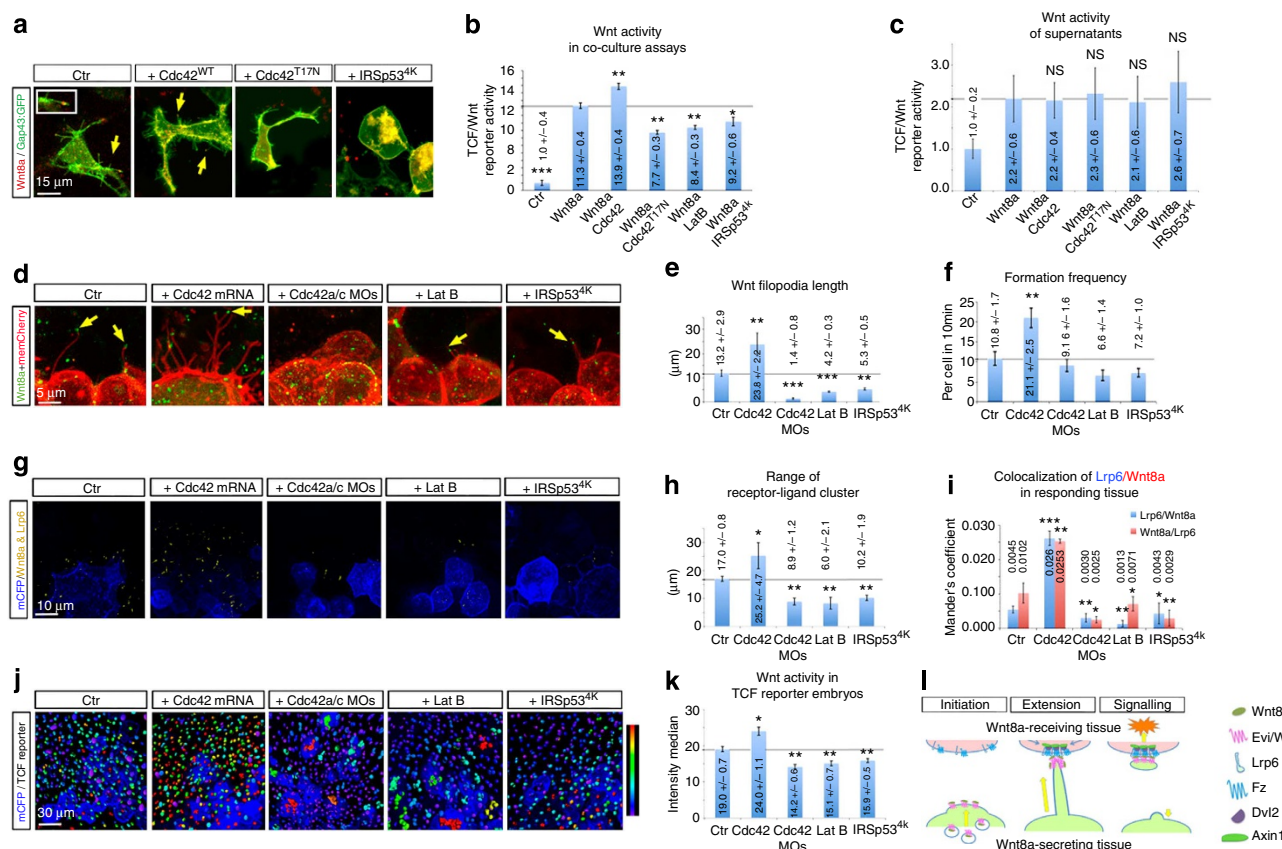 a
Ctr
+ Cdc42WT
+ Cdc42T17N
+ IRSp534K
Wnt8a / Gap43:GFP
15 µm
b
Wnt activity
in co-culture assays
TCF/Wnt
reporter activity
16
14
12
10
8
6
4
2
0
***
**
**
**
*
1.0 +/- 0.4
11.3 +/- 0.4
13.9 +/- 0.4
7.7 +/- 0.3
8.4 +/- 0.3
9.2 +/- 0.6
Ctr
Wnt8a
Wnt8a
Cdc42
Wnt8a
Cdc42T17N
Wnt8a
LatB
Wnt8a
IRSp534k
c
Wnt activity
of supernatants
TCF/Wnt
reporter activity
3.0
2.0
1.0
0.0
NS
NS
NS
NS
1.0 +/- 0.2
2.2 +/- 0.6
2.2 +/- 0.4
2.3 +/- 0.6
2.1 +/- 0.6
2.6 +/- 0.7
Ctr
Wnt8a
Wnt8a
Cdc42
Wnt8a
Cdc42T17N
Wnt8a
LatB
Wnt8a
IRSp534K
d
Ctr
+ Cdc42 mRNA
+ Cdc42a/c MOs
+ Lat B
+ IRSp534K
Wnt8a+memCherry
5 µm
e
Wnt filopodia length
(µm)
30
20
10
0
13.2 +/- 2.9
**
23.8 +/- 2.2
1.4 +/- 0.8
***
4.2 +/- 0.3
***
5.3 +/- 0.5
**
Ctr
Cdc42
Cdc42
MOs
Lat B
IRSp534K
f
Formation frequency
Per cell in 10min
25
20
15
10
5
0
10.8 +/- 1.7
**
21.1 +/- 2.5
9.1 6 +/- 1.6
6.6 +/- 1.4
7.2 +/- 1.0
Ctr
Cdc42
Cdc42
MOs
Lat B
IRSp534K
g
Ctr
+ Cdc42 mRNA
+ Cdc42a/c MOs
+ Lat B
+ IRSp534K
mCFP/Wnt8a & Lrp6
10 µm
h
Range of
receptor-ligand cluster
(µm)
30
20
10
0
17.0 +/- 0.8
*
25.2 +/- 4.7
8.9 +/- 1.2
**
6.0 +/- 2.1
**
10.2 +/- 1.9
**
Ctr
Cdc42
Cdc42
MOs
Lat B
IRSp534K
i
Colocalization of Lrp6/Wnt8a
in responding tissue
Lrp6/Wnt8a
Wnt8a/Lrp6
Mander's coefficient
0.030
0.020
0.010
0.000
0.0045
0.0102
***
**
0.026
0.0253
0.0030
0.0025
**
*
0.0013
0.0071
**
*
0.0043
0.0029
*
**
Ctr
Cdc42
Cdc42
MOs
Lat B
IRSp534k
j
Ctr
+ Cdc42 mRNA
+ Cdc42a/c MOs
+ Lat B
+ IRSp534K
mCFP/TCF reporter
30 µm
k
Wnt activity in
TCF reporter embryos
Intensity median
30
20
10
0
*
**
**
**
19.0 +/- 0.7
24.0 +/- 1.1
14.2 +/- 0.6
15.1 +/- 0.7
15.9 +/- 0.5
Ctr
Cdc42
Cdc42
MOs
Lat B
IRSp534k
l
Initiation
Extension
Signalling
Wnt8a-receiving tissue
Wnt8a-secreting tissue
Wnt8
Evi/W
Lrp6
Fz
Dvl2
Axin1